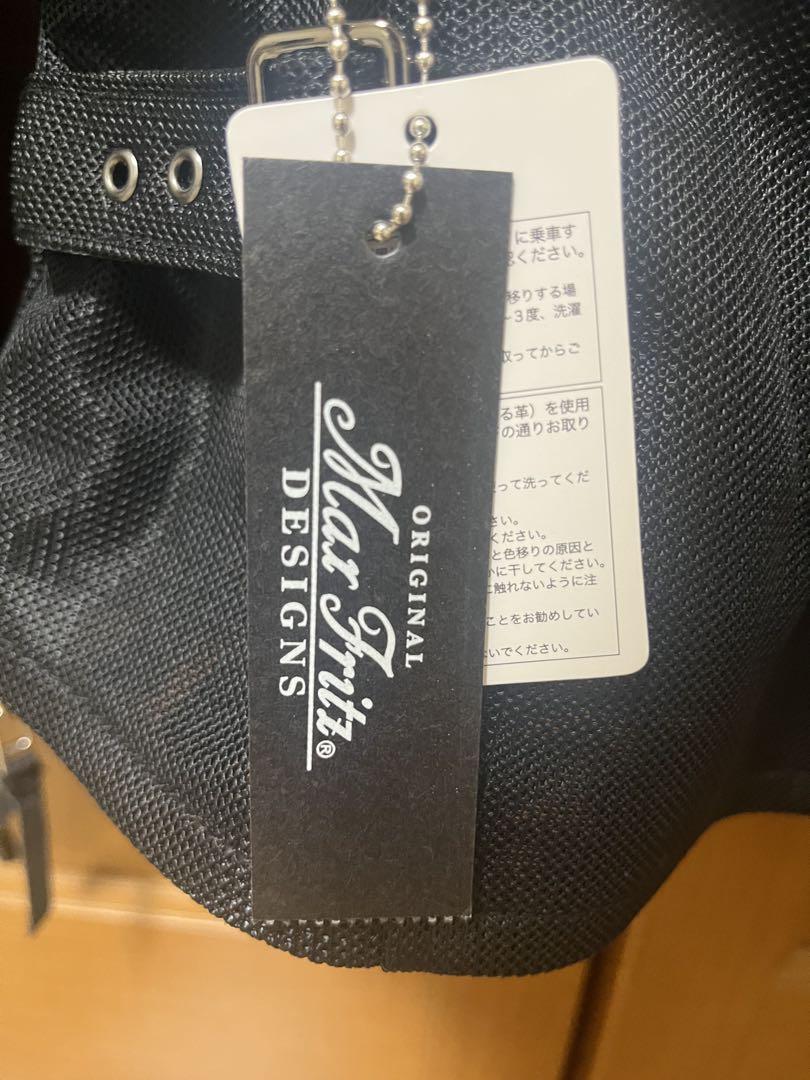 ORIGINAL
Mar Fritz®
DESIGNS
に乗車す
ください。
移りする場
～3度、洗濯
取ってからご
る革）を使用
の通りお取り
って洗ってくだ
さい。
ください。
と色移りの原因と
かに干してください。
に触れないように注
ことをお勧めしてい
いでください。